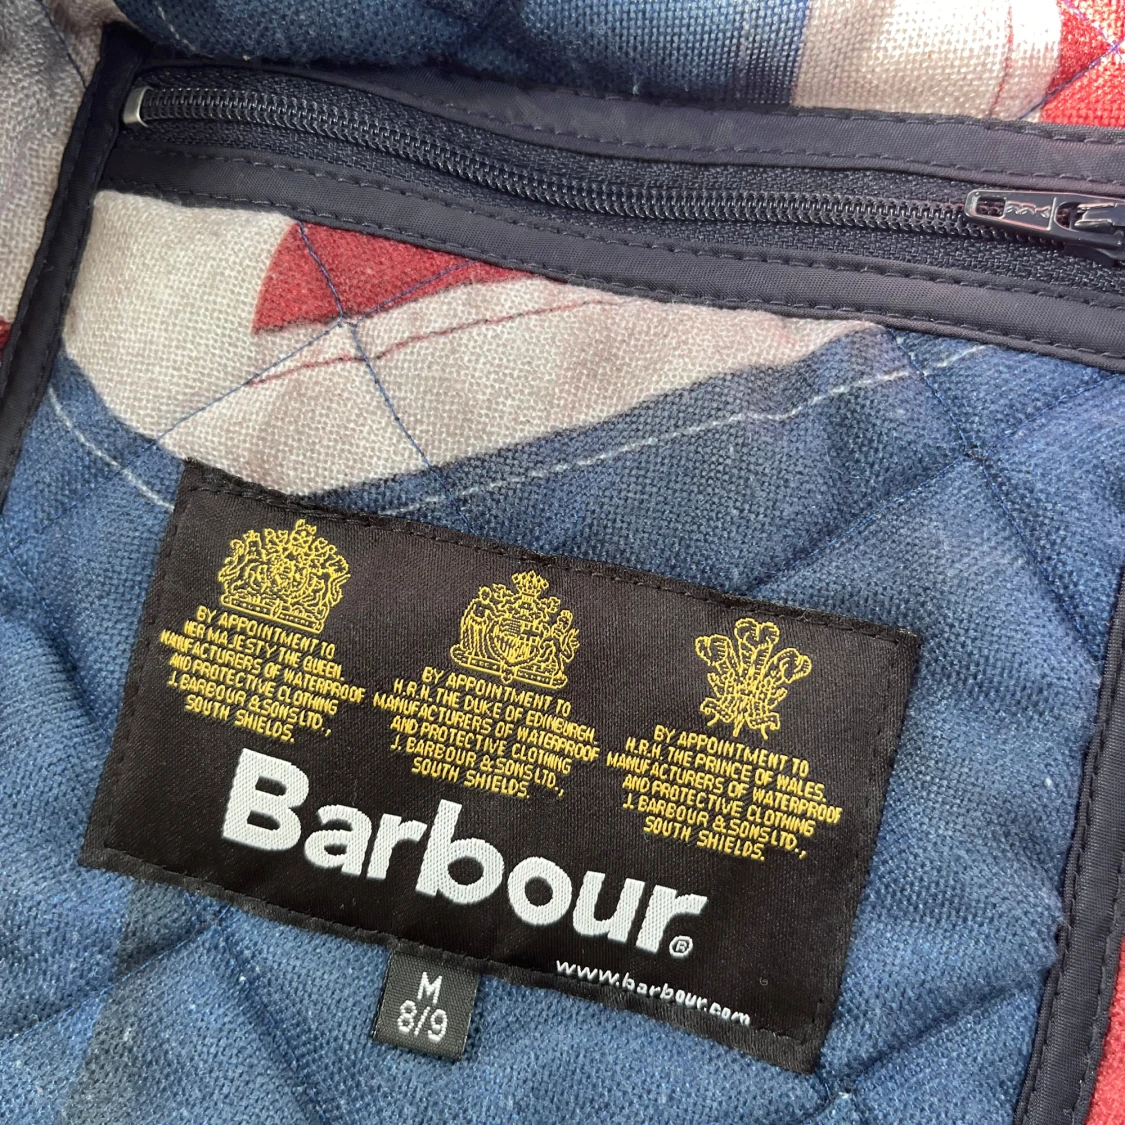 BY APPOINTMENT TO
HER MAJESTY THE QUEEN
MANUFACTURERS OF WATERPROOF
AND PROTECTIVE CLOTHING
J. BARBOUR & SONS LTD.,
SOUTH SHIELDS.
BY APPOINTMENT TO
H.R.H. THE DUKE OF EDINBURGH
MANUFACTURERS OF WATERPROOF
AND PROTECTIVE CLOTHING
J. BARBOUR & SONS LTD.,
SOUTH SHIELDS.
BY APPOINTMENT TO
H.R.H. THE PRINCE OF WALES.
MANUFACTURERS OF WATERPROOF
AND PROTECTIVE CLOTHING
J. BARBOUR & SONS LTD.,
SOUTH SHIELDS.
Barbour®
www.barbour.com
M
8/9